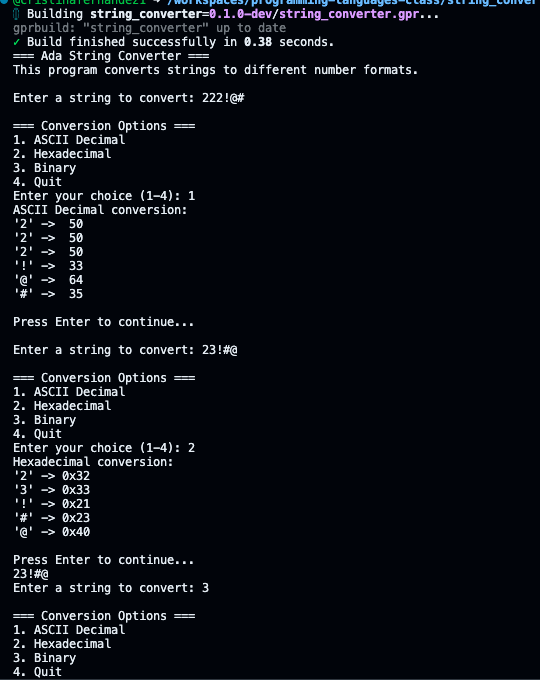 @Cristinafernandez1 → /workspaces/programming-languages-class/string_conver
Building string_converter=0.1.0-dev/string_converter.gpr...
gprbuild: "string_converter" up to date
✓ Build finished successfully in 0.38 seconds.
=== Ada String Converter ===
This program converts strings to different number formats.
Enter a string to convert: 222!@#
=== Conversion Options ===
1. ASCII Decimal
2. Hexadecimal
3. Binary
4. Quit
Enter your choice (1-4): 1
ASCII Decimal conversion:
'2' ->  50
'2' ->  50
'2' ->  50
'!' ->  33
'@' ->  64
'#' ->  35
Press Enter to continue...
Enter a string to convert: 23!#@
=== Conversion Options ===
1. ASCII Decimal
2. Hexadecimal
3. Binary
4. Quit
Enter your choice (1-4): 2
Hexadecimal conversion:
'2' -> 0x32
'3' -> 0x33
'!' -> 0x21
'#' -> 0x23
'@' -> 0x40
Press Enter to continue...
23!#@
Enter a string to convert: 3
=== Conversion Options ===
1. ASCII Decimal
2. Hexadecimal
3. Binary
4. Quit